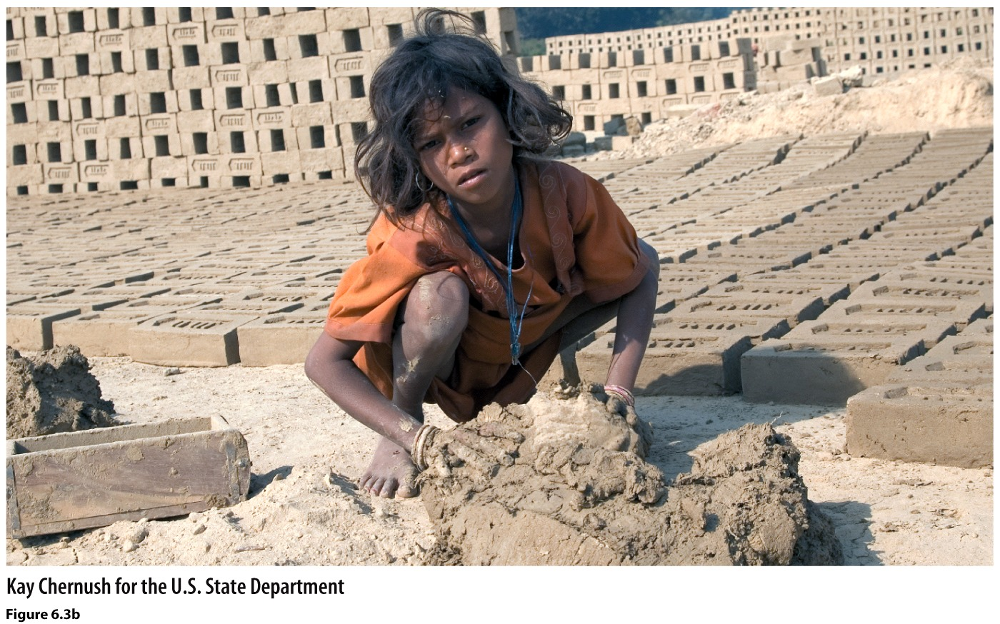 Kay Chernush for the U.S. State Department
Figure 6.3b